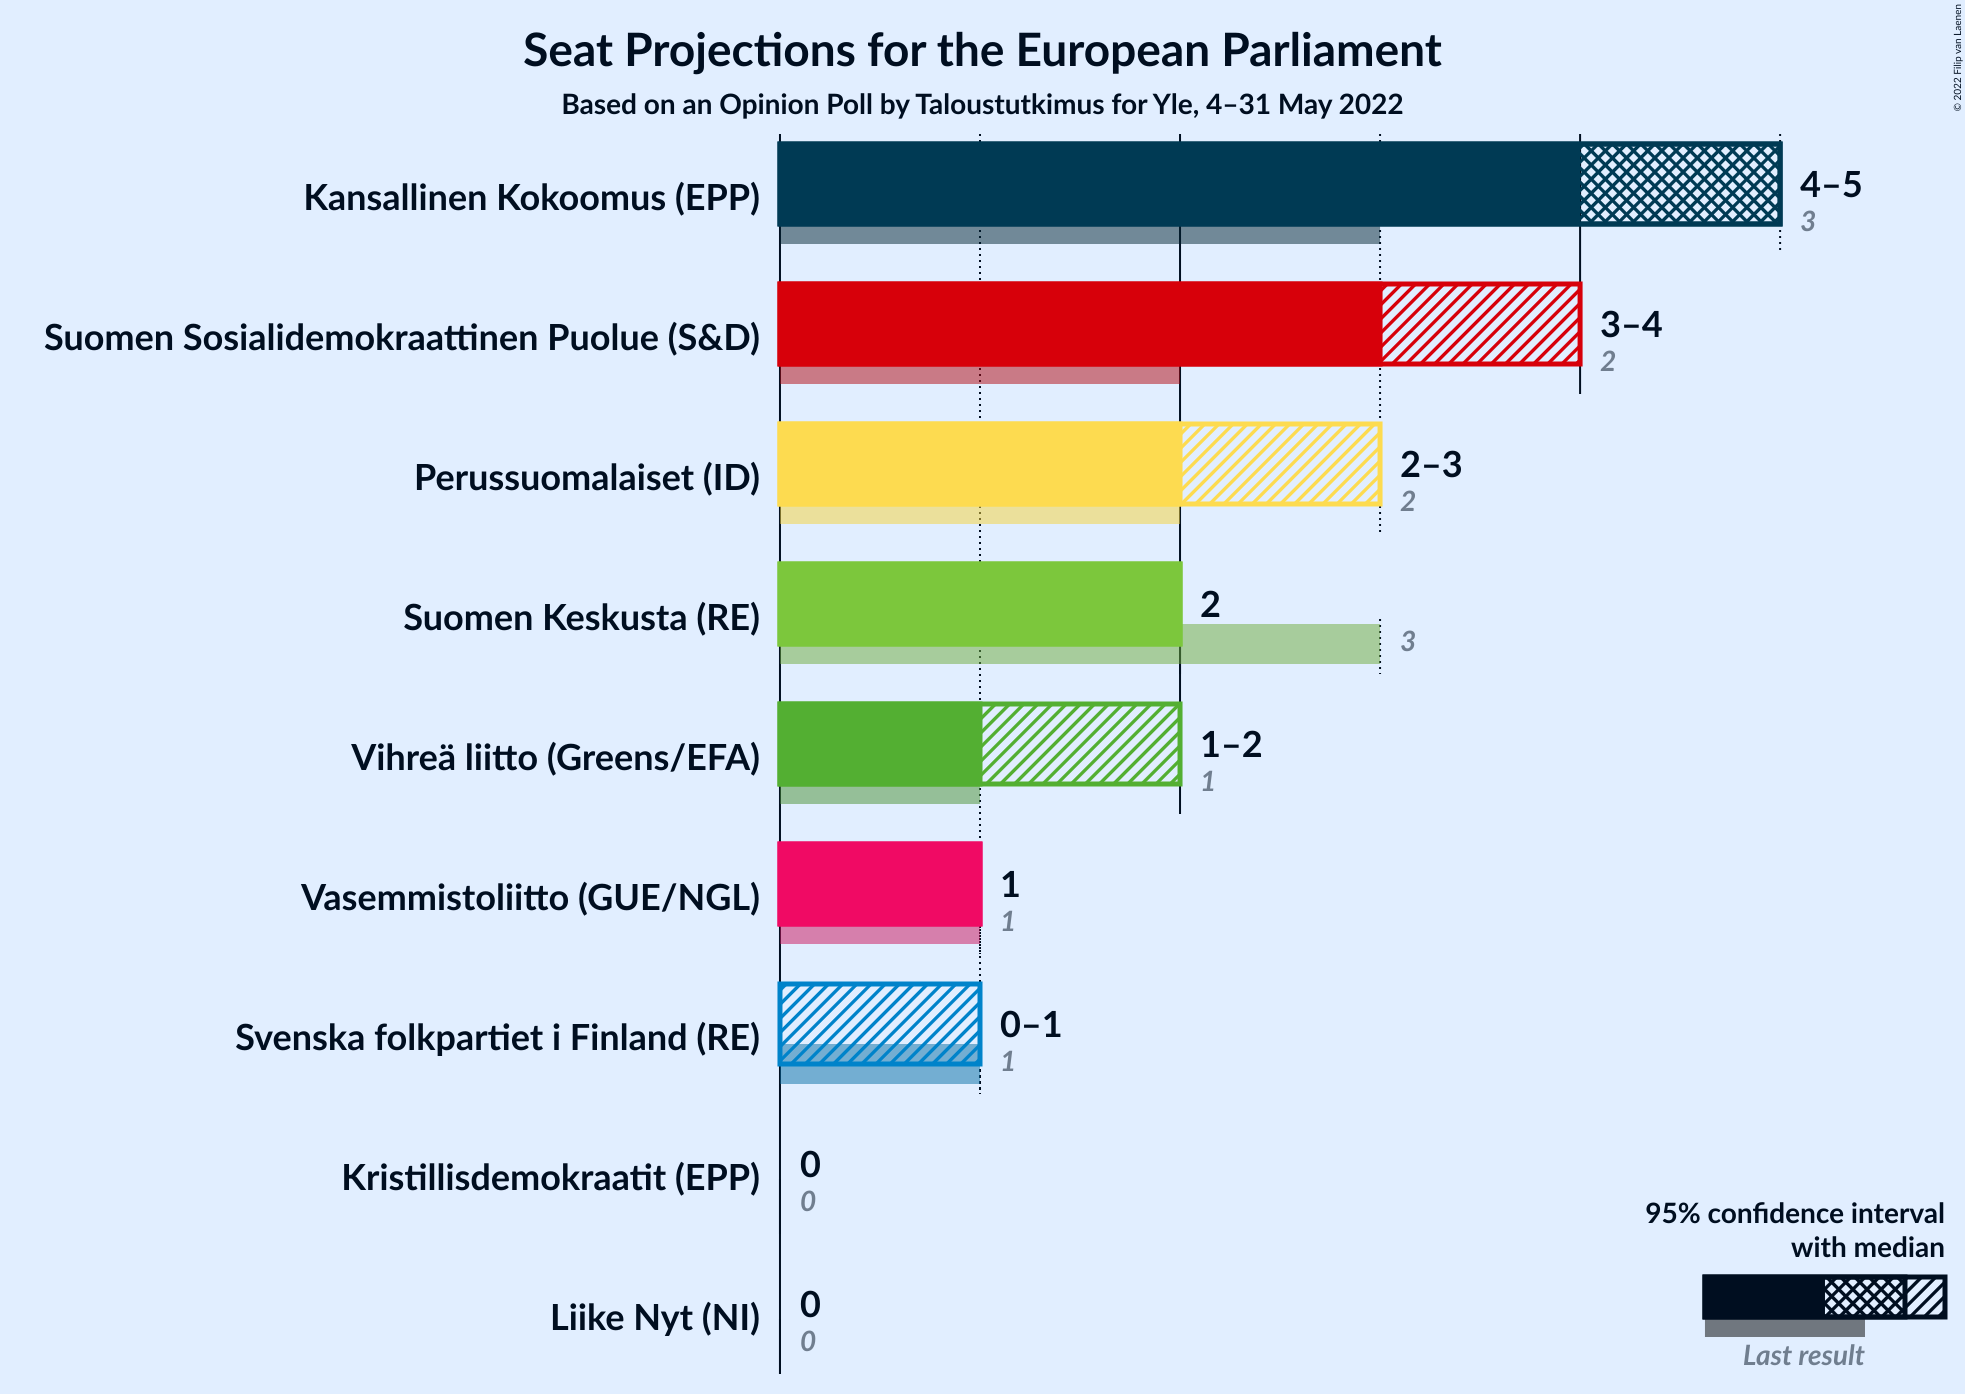 Seat Projections for the European Parliament
Based on an Opinion Poll by Taloustutkimus for Yle, 4–31 May 2022
© 2022 Filip van Laenen
Kansallinen Kokoomus (EPP)
4–5
3
Suomen Sosialidemokraattinen Puolue (S&D)
3–4
2
Perussuomalaiset (ID)
2–3
2
Suomen Keskusta (RE)
2
3
Vihreä liitto (Greens/EFA)
1–2
1
Vasemmistoliitto (GUE/NGL)
1
1
Svenska folkpartiet i Finland (RE)
0–1
1
Kristillisdemokraatit (EPP)
0
0
Liike Nyt (NI)
0
0
95% confidence interval
with median
Last result